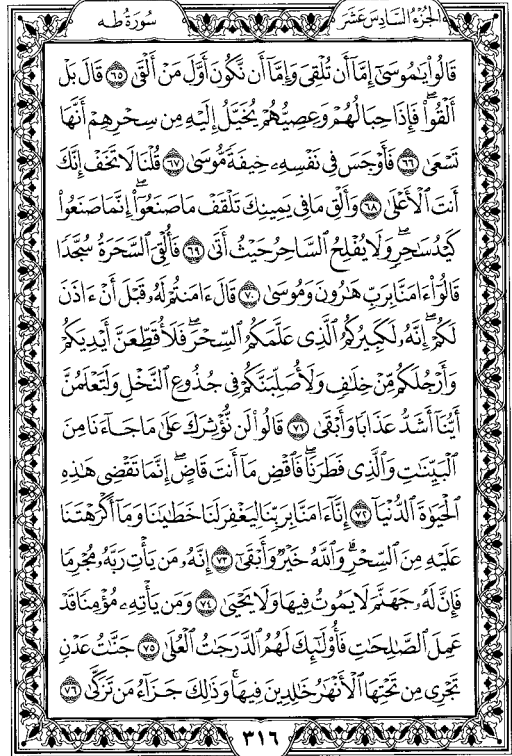 الجزء السادس عشر
سورة طه
قَالُوا۟ يَـٰمُوسَىٰٓ إِمَّآ أَن تُلْقِىَ وَإِمَّآ أَن نَّكُونَ أَوَّلَ مَنْ أَلْقَىٰ ۝٦٥ قَالَ بَلْ
أَلْقُوا۟ ۖ فَإِذَا حِبَالُهُمْ وَعِصِيُّهُمْ يُخَيَّلُ إِلَيْهِ مِن سِحْرِهِمْ أَنَّهَا
تَسْعَىٰ ۝٦٦ فَأَوْجَسَ فِى نَفْسِهِۦ خِيفَةً مُّوسَىٰ ۝٦٧ قُلْنَا لَا تَخَفْ إِنَّكَ
أَنتَ ٱلْأَعْلَىٰ ۝٦٨ وَأَلْقِ مَا فِى يَمِينِكَ تَلْقَفْ مَا صَنَعُوٓا۟ ۖ إِنَّمَا صَنَعُوا۟
كَيْدُ سَـٰحِرٍ ۖ وَلَا يُفْلِحُ ٱلسَّاحِرُ حَيْثُ أَتَىٰ ۝٦٩ فَأُلْقِىَ ٱلسَّحَرَةُ سُجَّدًا
قَالُوٓا۟ ءَامَنَّا بِرَبِّ هَـٰرُونَ وَمُوسَىٰ ۝٧٠ قَالَ ءَامَنتُمْ لَهُۥ قَبْلَ أَنْ ءَاذَنَ
لَكُمْ ۖ إِنَّهُۥ لَكَبِيرُكُمُ ٱلَّذِى عَلَّمَكُمُ ٱلسِّحْرَ ۖ فَلَأُقَطِّعَنَّ أَيْدِيَكُمْ
وَأَرْجُلَكُم مِّنْ خِلَـٰفٍ وَلَأُصَلِّبَنَّكُمْ فِى جُذُوعِ ٱلنَّخْلِ وَلَتَعْلَمُنَّ
أَيُّنَآ أَشَدُّ عَذَابًا وَأَبْقَىٰ ۝٧١ قَالُوا۟ لَن نُّؤْثِرَكَ عَلَىٰ مَا جَآءَنَا مِنَ
ٱلْبَيِّنَـٰتِ وَٱلَّذِى فَطَرَنَا ۖ فَٱقْضِ مَآ أَنتَ قَاضٍ ۖ إِنَّمَا تَقْضِى هَـٰذِهِ
ٱلْحَيَوٰةَ ٱلدُّنْيَآ ۝٧٢ إِنَّآ ءَامَنَّا بِرَبِّنَا لِيَغْفِرَ لَنَا خَطَـٰيَـٰنَا وَمَآ أَكْرَهْتَنَا
عَلَيْهِ مِنَ ٱلسِّحْرِ ۗ وَٱللَّهُ خَيْرٌ وَأَبْقَىٰٓ ۝٧٣ إِنَّهُۥ مَن يَأْتِ رَبَّهُۥ مُجْرِمًا
فَإِنَّ لَهُۥ جَهَنَّمَ لَا يَمُوتُ فِيهَا وَلَا يَحْيَىٰ ۝٧٤ وَمَن يَأْتِهِۦ مُؤْمِنًا قَدْ
عَمِلَ ٱلصَّـٰلِحَـٰتِ فَأُو۟لَـٰٓئِكَ لَهُمُ ٱلدَّرَجَـٰتُ ٱلْعُلَىٰ ۝٧٥ جَنَّـٰتُ عَدْنٍ
تَجْرِى مِن تَحْتِهَا ٱلْأَنْهَـٰرُ خَـٰلِدِينَ فِيهَا ۚ وَذَٰلِكَ جَزَآءُ مَن تَزَكَّىٰ ۝٧٦
٣١٦